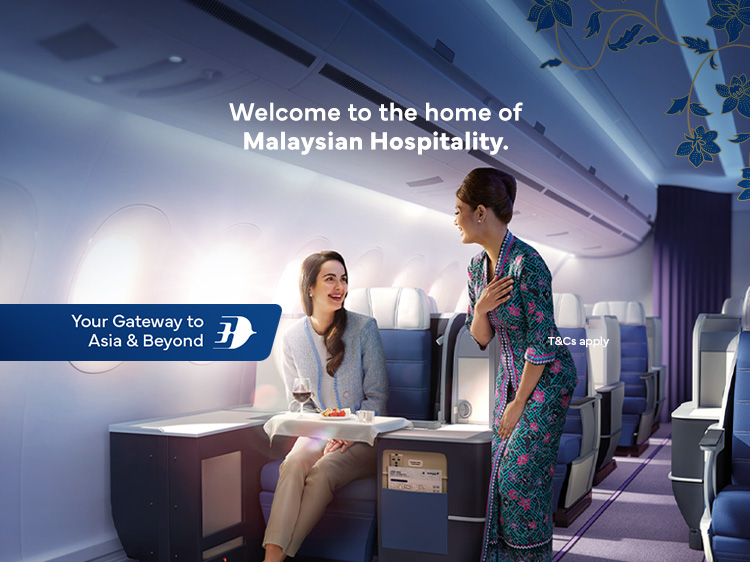 Welcome to the home of
Malaysian Hospitality.
Your Gateway to
Asia & Beyond
T&Cs apply